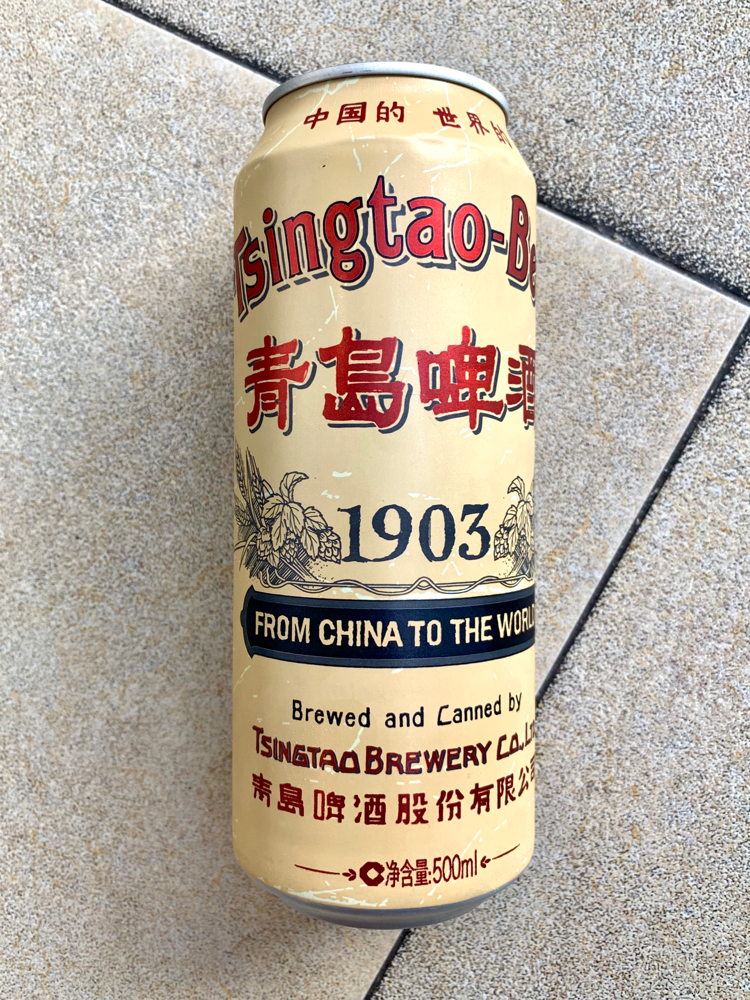 中国的 世界的
Tsingtao-Be
青島啤酒
1903
FROM CHINA TO THE WORLD
Brewed and Canned by
TSINGTAO BREWERY CO.,L
青島啤酒股份有限公司
净含量:500ml